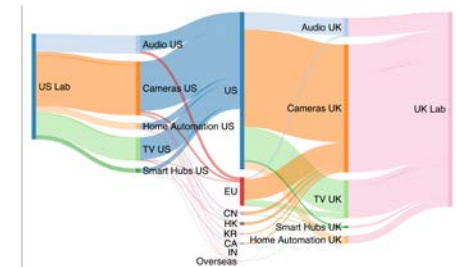 US Lab
Audio US
Cameras US
Home Automation US
TV US
Smart Hubs US
US
EU
CN
HK
KR
CA
IN
Overseas
Audio UK
Cameras UK
TV UK
Smart Hubs UK
Home Automation UK
UK Lab